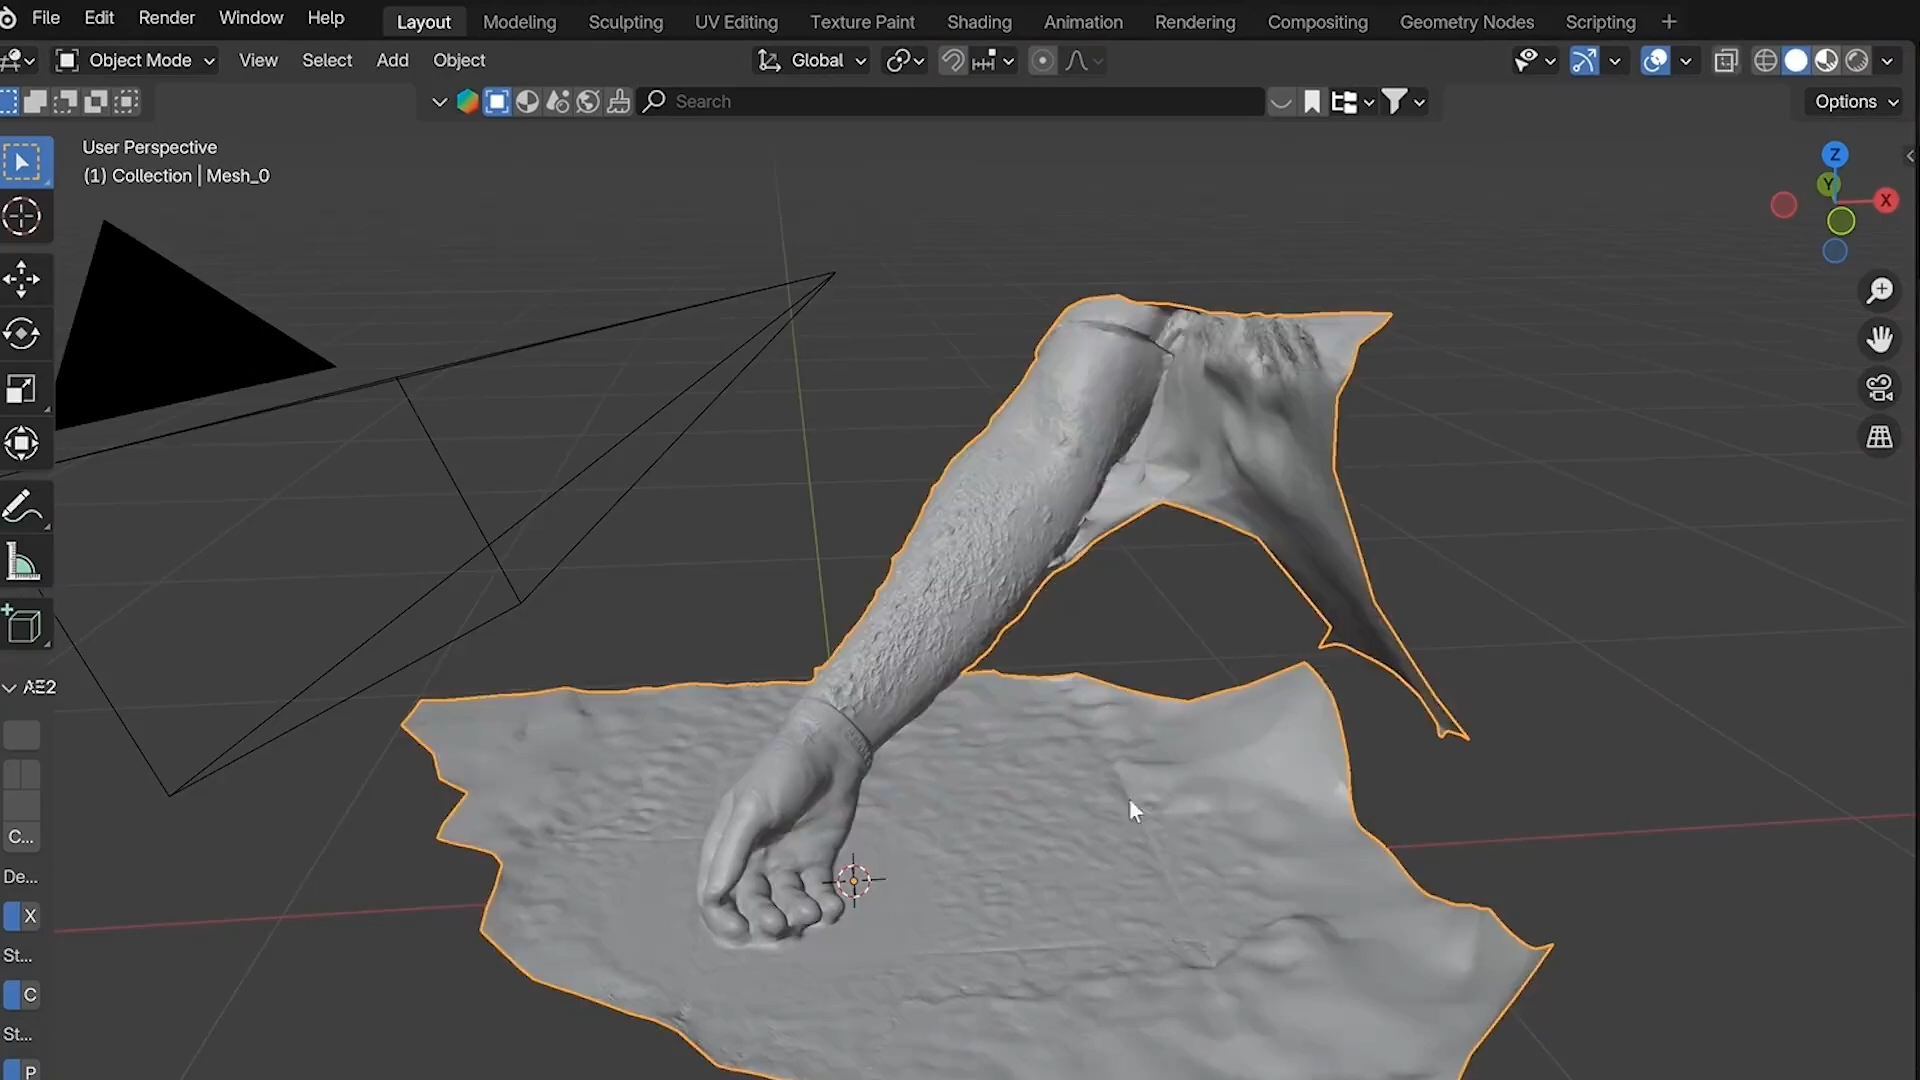 File Edit Render Window Help Layout Modeling Sculpting UV Editing Texture Paint Shading Animation Rendering Compositing Geometry Nodes Scripting +
Object Mode View Select Add Object Global
Search Options
User Perspective
(1) Collection | Mesh_0
Z
Y
X
AE2
C...
De...
X
St...
C
St...
P